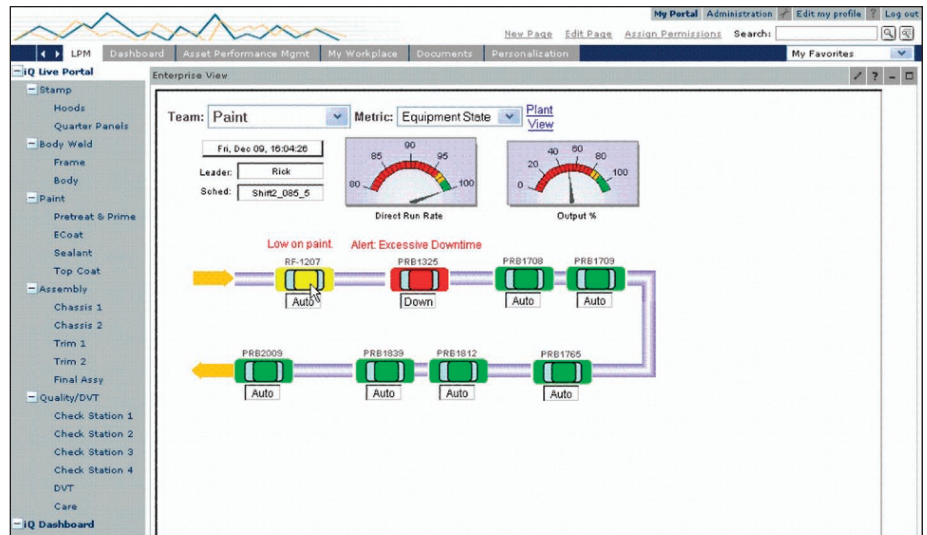 My Portal Administration Edit my profile ? Log out
New Page Edit Page Assign Permissions Search:
LPM Dashboard Asset Performance Mgmt My Workplace Documents Personalization My Favorites
iQ Live Portal
Enterprise View
Stamp
Hoods
Quarter Panels
Body Weld
Frame
Body
Paint
Pretreat & Prime
ECoat
Sealant
Top Coat
Assembly
Chassis 1
Chassis 2
Trim 1
Trim 2
Final Assy
Quality/DVT
Check Station 1
Check Station 2
Check Station 3
Check Station 4
DVT
Care
iQ Dashboard
Team: Paint Metric: Equipment State Plant
View
Fri, Dec 09, 16:04:26
Leader: Rick
Sched: Shift2_085_5
80 85 90 95 100
Direct Run Rate
0 20 40 60 80 100
Output %
Low on paint. Alert: Excessive Downtime
RF-1207 PRB1325 PRB1708 PRB1709
Auto Down Auto Auto
PRB2009 PRB1839 PRB1812 PRB1765
Auto Auto Auto Auto